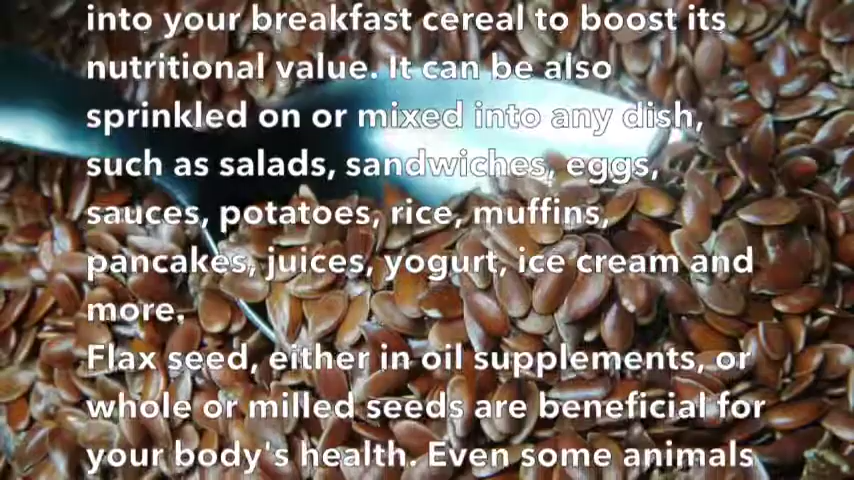 into your breakfast cereal to boost its
nutritional value. It can be also
sprinkled on or mixed into any dish,
such as salads, sandwiches, eggs,
sauces, potatoes, rice, muffins,
pancakes, juices, yogurt, ice cream and
more.
Flax seed, either in oil supplements, or
whole or milled seeds are beneficial for
your body's health. Even some animals